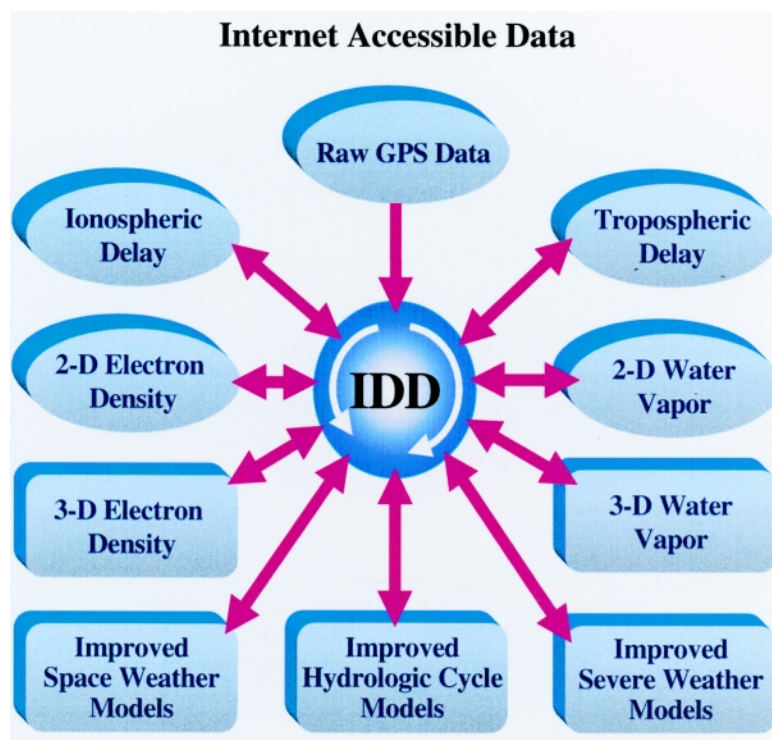 Internet Accessible Data
Raw GPS Data
Ionospheric
Delay
Tropospheric
Delay
2-D Electron
Density
IDD
2-D Water
Vapor
3-D Electron
Density
3-D Water
Vapor
Improved
Space Weather
Models
Improved
Hydrologic Cycle
Models
Improved
Severe Weather
Models